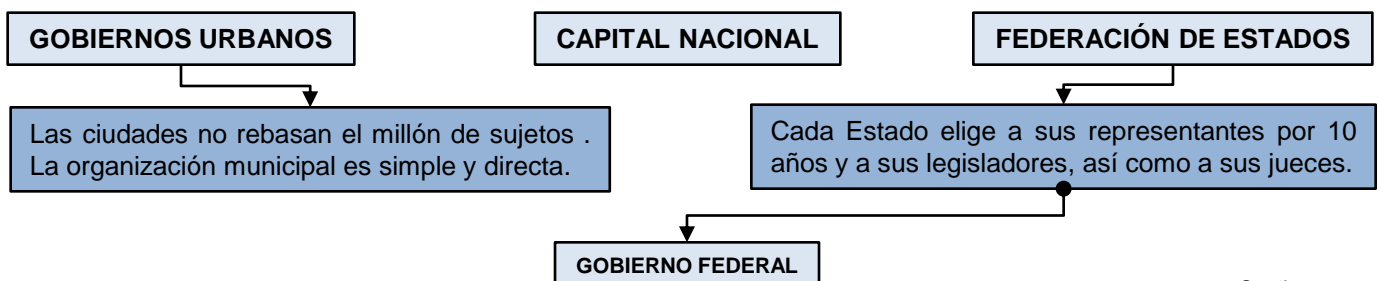 GOBIERNOS URBANOS
CAPITAL NACIONAL
FEDERACIÓN DE ESTADOS
Las ciudades no rebasan el millón de sujetos .
La organización municipal es simple y directa.
Cada Estado elige a sus representantes por 10
años y a sus legisladores, así como a sus jueces.
GOBIERNO FEDERAL